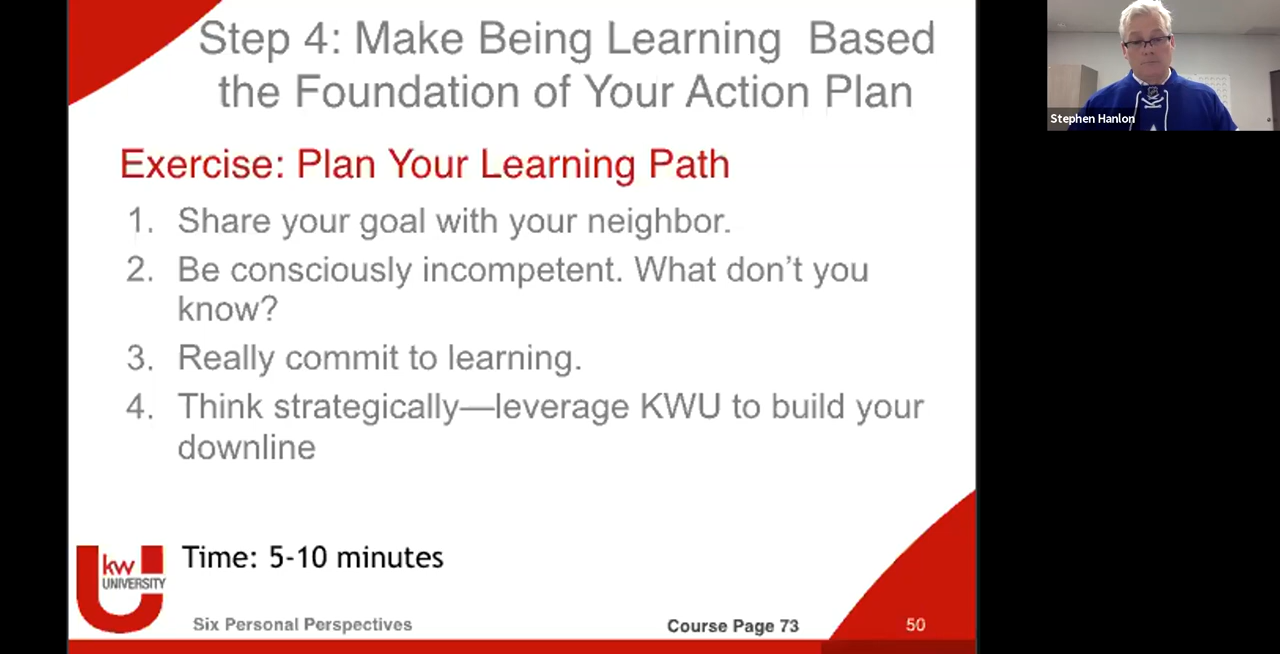 Step 4: Make Being Learning Based
the Foundation of Your Action Plan
Exercise: Plan Your Learning Path
1. Share your goal with your neighbor.
2. Be consciously incompetent. What don’t you
know?
3. Really commit to learning.
4. Think strategically—leverage KWU to build your
downline
Time: 5-10 minutes
kw
UNIVERSITY
Six Personal Perspectives
Course Page 73
50
Stephen Hanlon